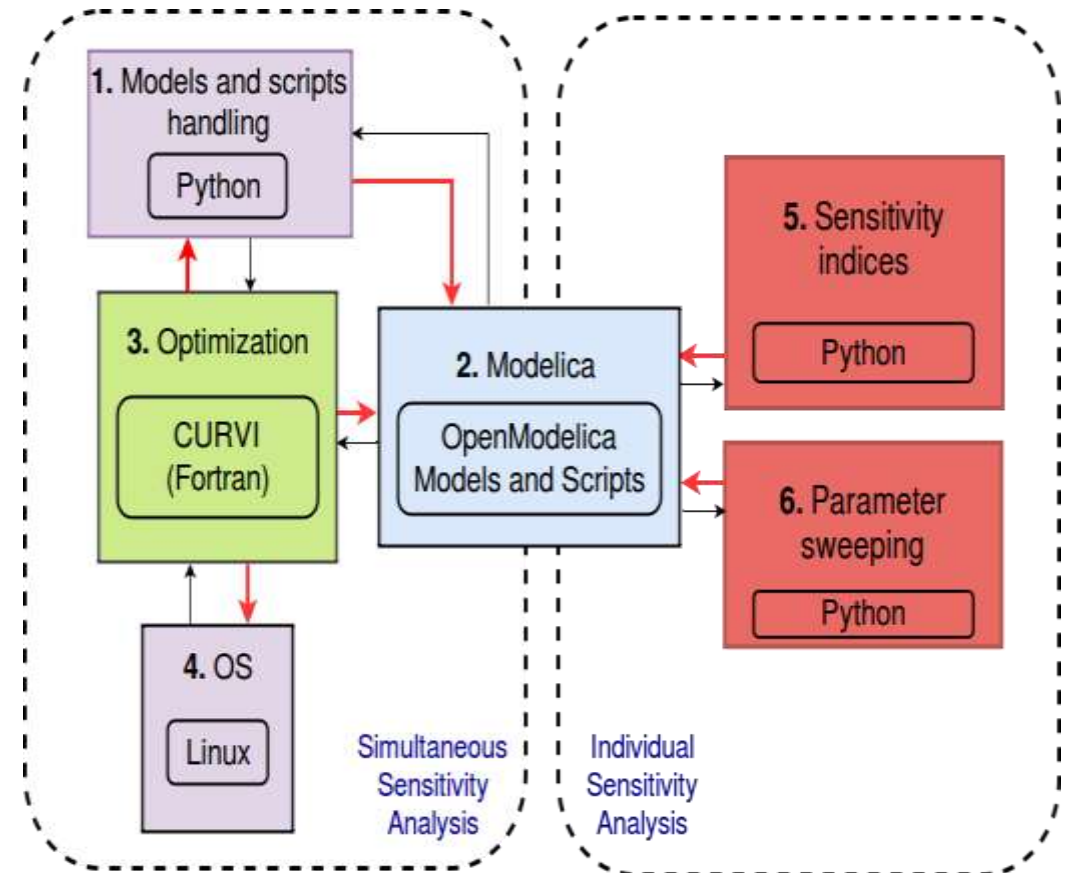 1. Models and scripts
handling
Python
3. Optimization
CURVI
(Fortran)
4. OS
Linux
2. Modelica
OpenModelica
Models and Scripts
5. Sensitivity
indices
Python
6. Parameter
sweeping
Python
Simultaneous
Sensitivity
Analysis
Individual
Sensitivity
Analysis